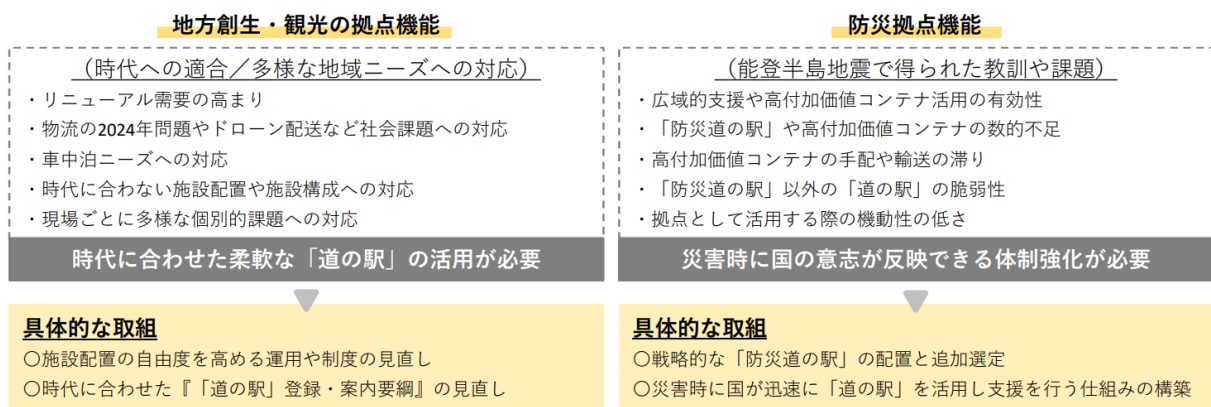 地方創生・観光の拠点機能
（時代への適合／多様な地域ニーズへの対応）
・リニューアル需要の高まり
・物流の2024年問題やドローン配送など社会課題への対応
・車中泊ニーズへの対応
・時代に合わない施設配置や施設構成への対応
・現場ごとに多様な個別的課題への対応
時代に合わせた柔軟な「道の駅」の活用が必要
具体的な取組
〇施設配置の自由度を高める運用や制度の見直し
〇時代に合わせた『「道の駅」登録・案内要綱』の見直し
防災拠点機能
（能登半島地震で得られた教訓や課題）
・広域的支援や高付加価値コンテナ活用の有効性
・「防災道の駅」や高付加価値コンテナの数的不足
・高付加価値コンテナの手配や輸送の滞り
・「防災道の駅」以外の「道の駅」の脆弱性
・拠点として活用する際の機動性の低さ
災害時に国の意志が反映できる体制強化が必要
具体的な取組
〇戦略的な「防災道の駅」の配置と追加選定
〇災害時に国が迅速に「道の駅」を活用し支援を行う仕組みの構築